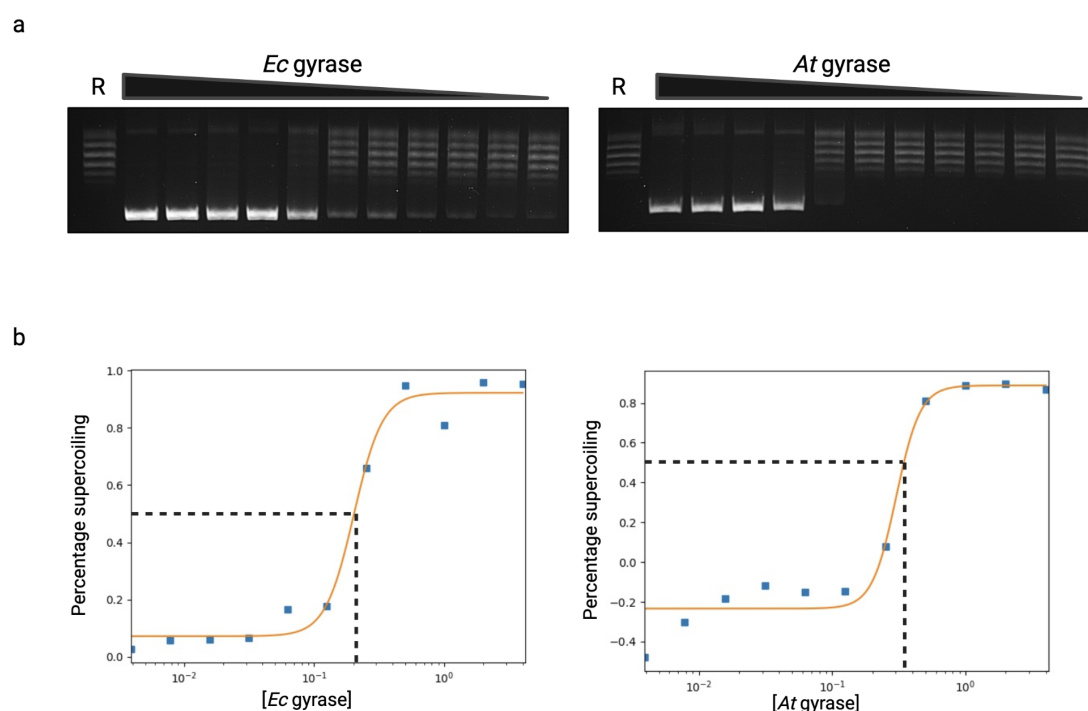 a
Ec gyrase
At gyrase
R
R
b
1.0
0.8
0.6
0.4
0.2
0.0
Percentage supercoiling
10⁻²
10⁻¹
10⁰
[Ec gyrase]
0.8
0.6
0.4
0.2
0.0
−0.2
−0.4
Percentage supercoiling
10⁻²
10⁻¹
10⁰
[At gyrase]